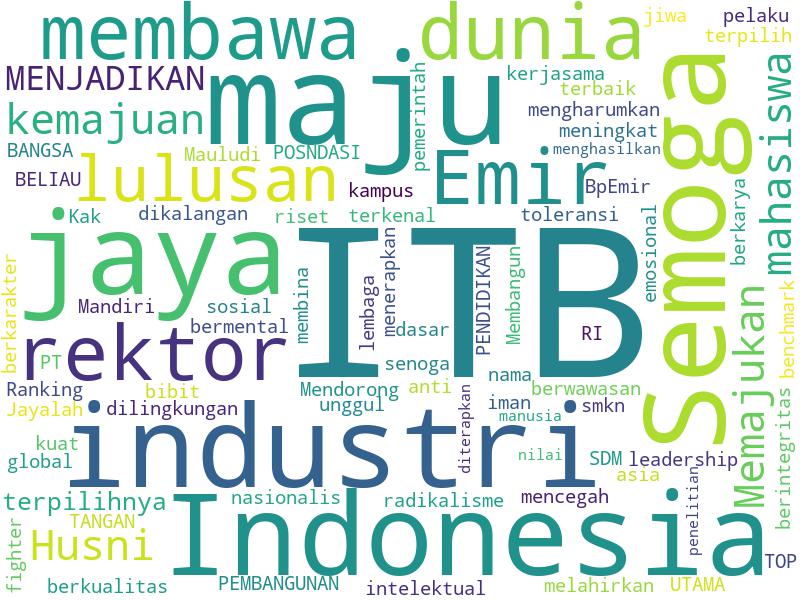 membawa dunia jiwa pelaku
terpilih
MENJADIKAN maju pemerintah kerjasama Semoga mahasiswa
terbaik
kemajuan mengharumkan
meningkat
BANGSA Mauludi POSNDASI Emir menghasilkan
BELIAU lulusan kampus BpEmir berkarya
Kak dikalangan riset terkenal toleransi emosional
jaya ITB
berkarakter Mandiri sosial membina lembaga menerapkan PENDIDIKAN Membangun benchmark
rektor bermental dasar RI Memajukan
PT senoga
Ranking bibit Mendorong anti nama berwawasan
Jayalah dilingkungan unggul diterapkan iman manusia smkn berintegritas
industri
kuat nilai SDM leadership
global asia
terpilihnya nasionalis radikalisme mencegah penelitian
TANGAN Indonesia
fighter Husni TOP
berkualitas PEMBANGUNAN intelektual melahirkan UTAMA